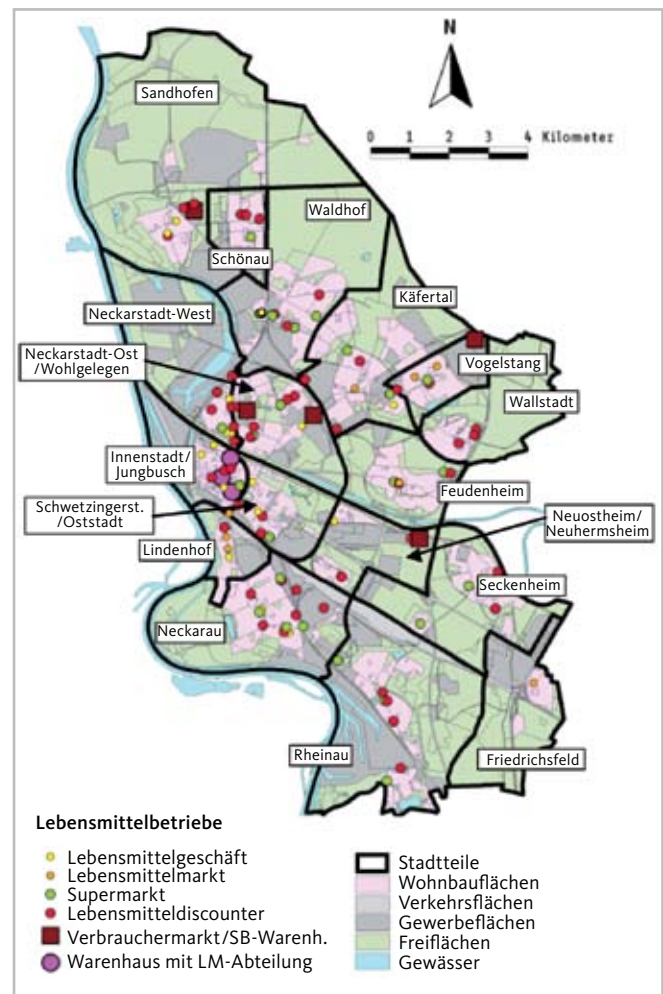 N
0 1 2 3 4 Kilometer
Sandhofen
Waldhof
Schönau
Käfertal
Neckarstadt-West
Neckarstadt-Ost
/Wohlgelegen
Vogelstang
Wallstadt
Innenstadt/
Jungbusch
Feudenheim
Schwetzingerst.
/Oststadt
Neuostheim/
Neuhermsheim
Lindenhof
Seckenheim
Neckarau
Rheinau
Friedrichsfeld
Lebensmittelbetriebe
Lebensmittelgeschäft
Lebensmittelmarkt
Supermarkt
Lebensmitteldiscounter
Verbrauchermarkt/SB-Warenh.
Warenhaus mit LM-Abteilung
Stadtteile
Wohnbauflächen
Verkehrsflächen
Gewerbeflächen
Freiflächen
Gewässer